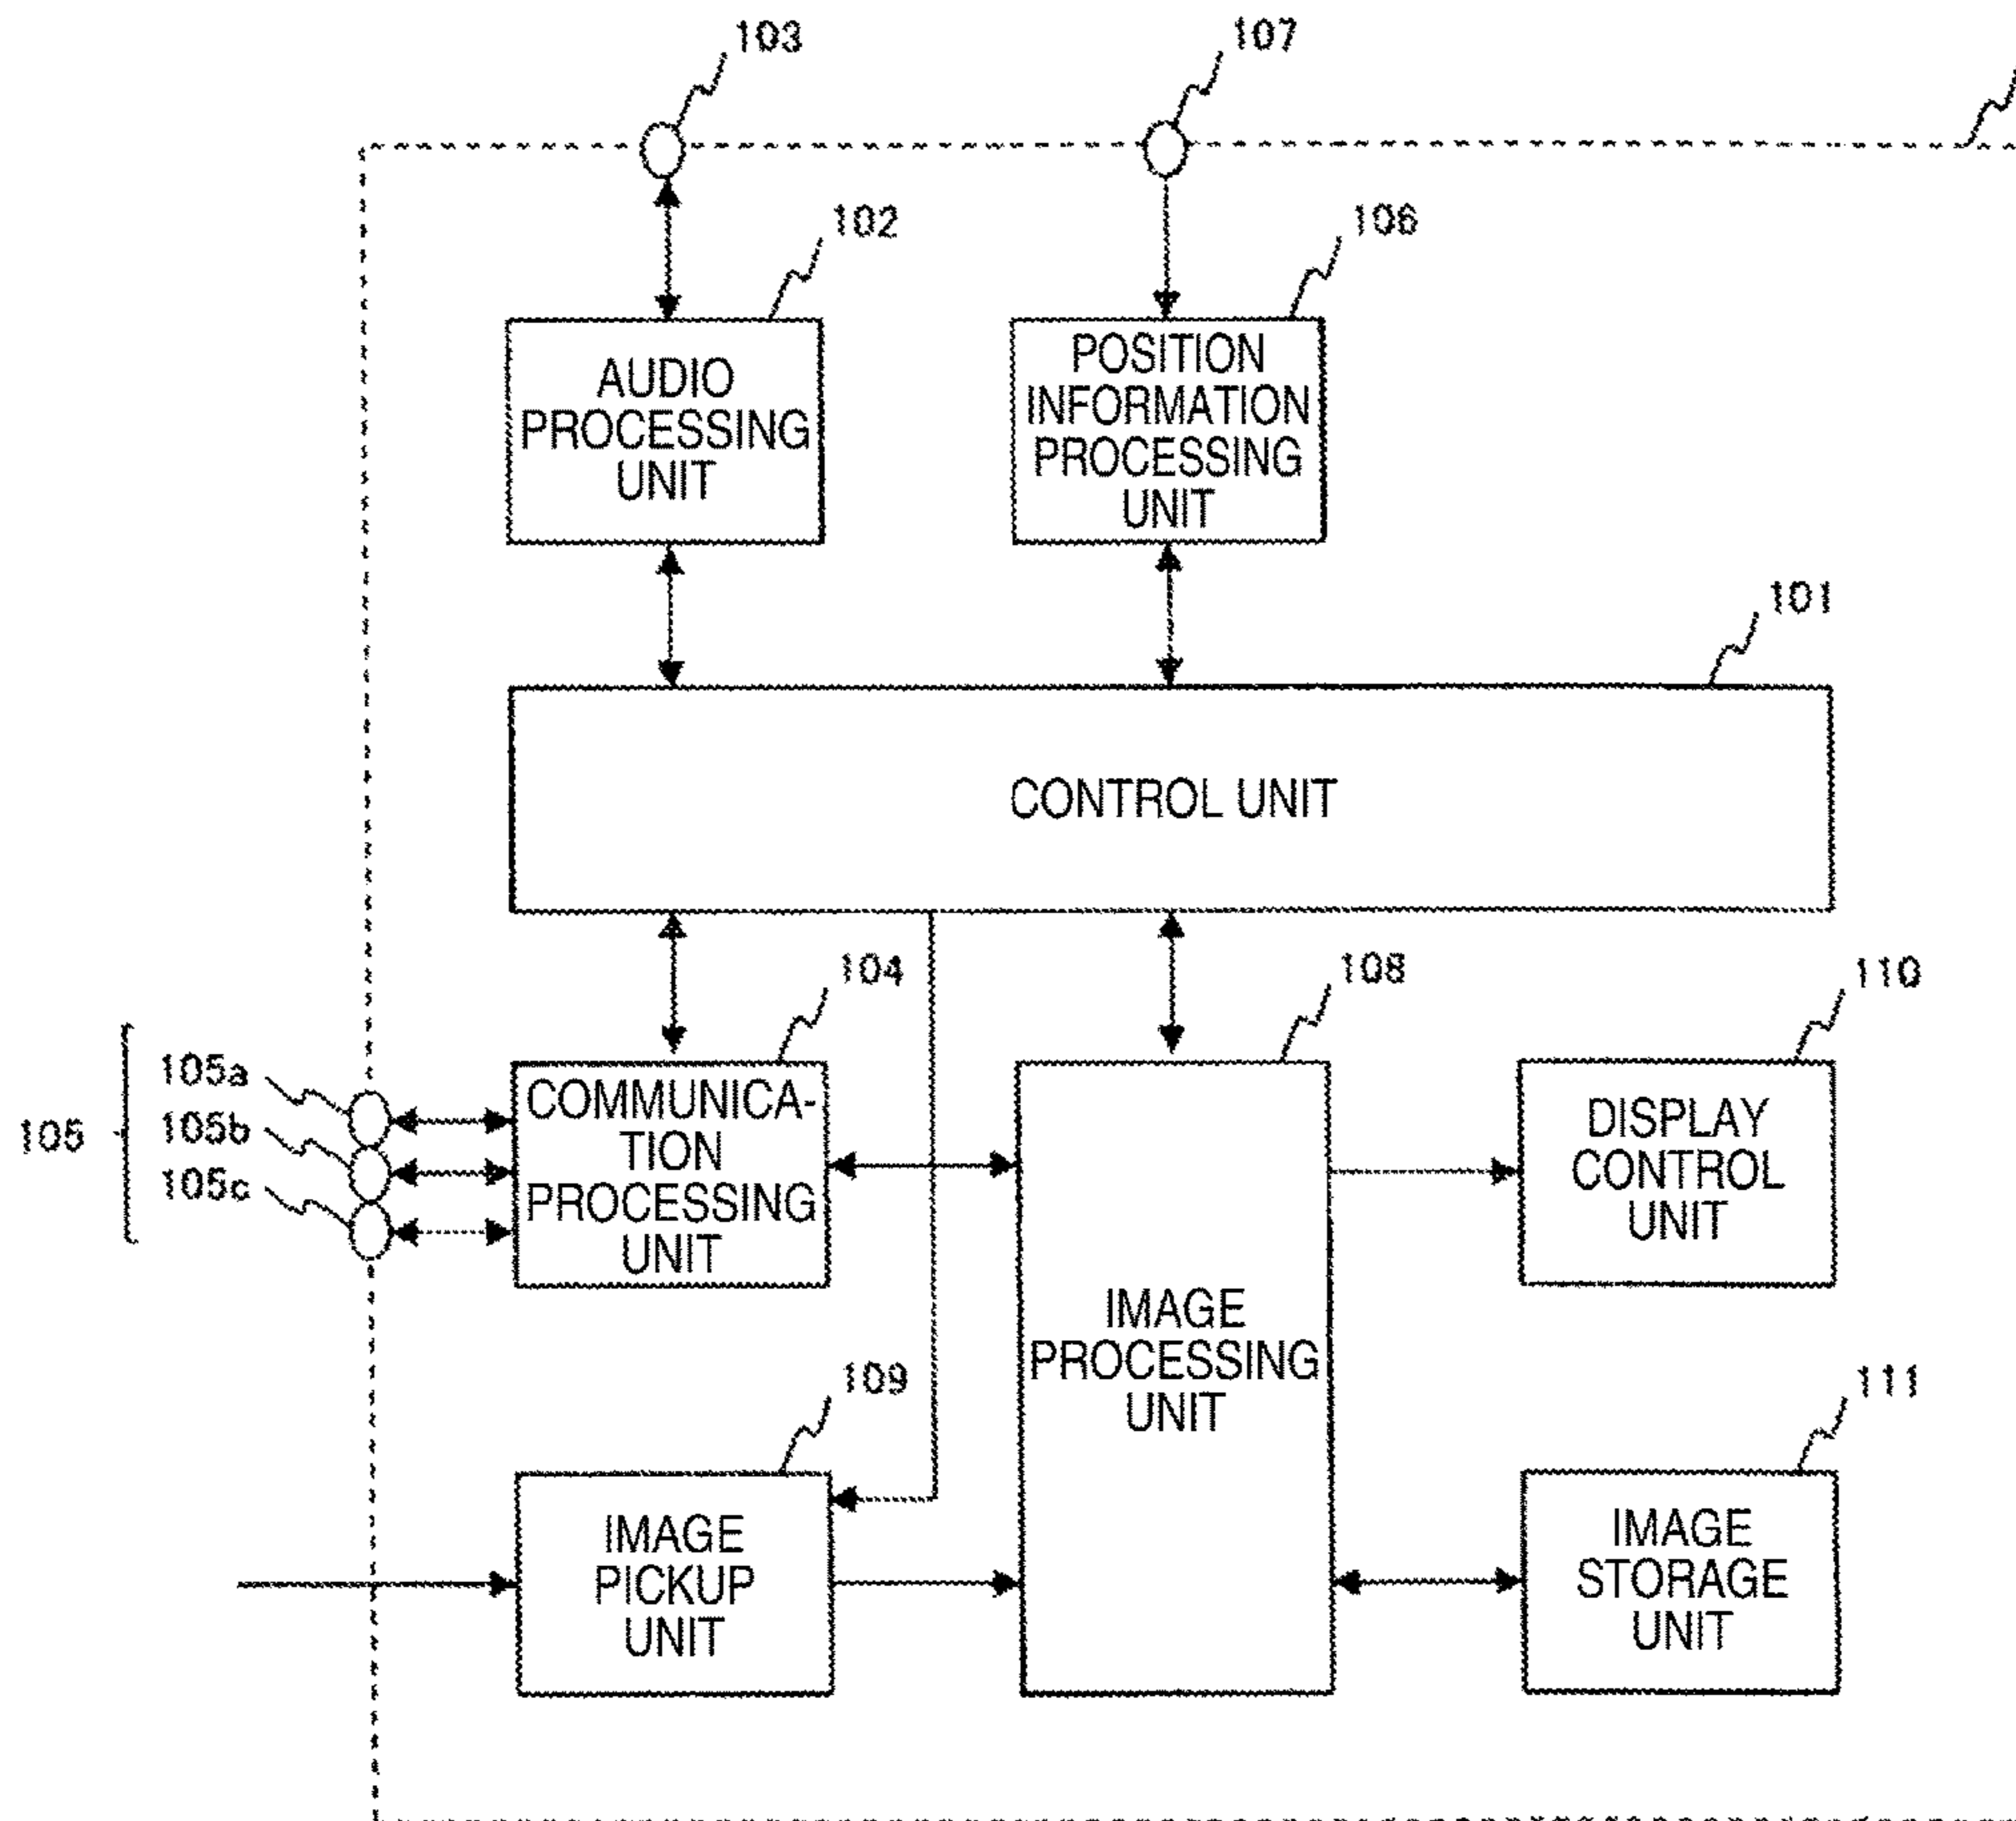 103
107
102
106
AUDIO
PROCESSING
UNIT
POSITION
INFORMATION
PROCESSING
UNIT
101
CONTROL UNIT
104
108
110
105
105a
105b
105c
COMMUNICA-
TION
PROCESSING
UNIT
DISPLAY
CONTROL
UNIT
IMAGE
PROCESSING
UNIT
109
111
IMAGE
PICKUP
UNIT
IMAGE
STORAGE
UNIT